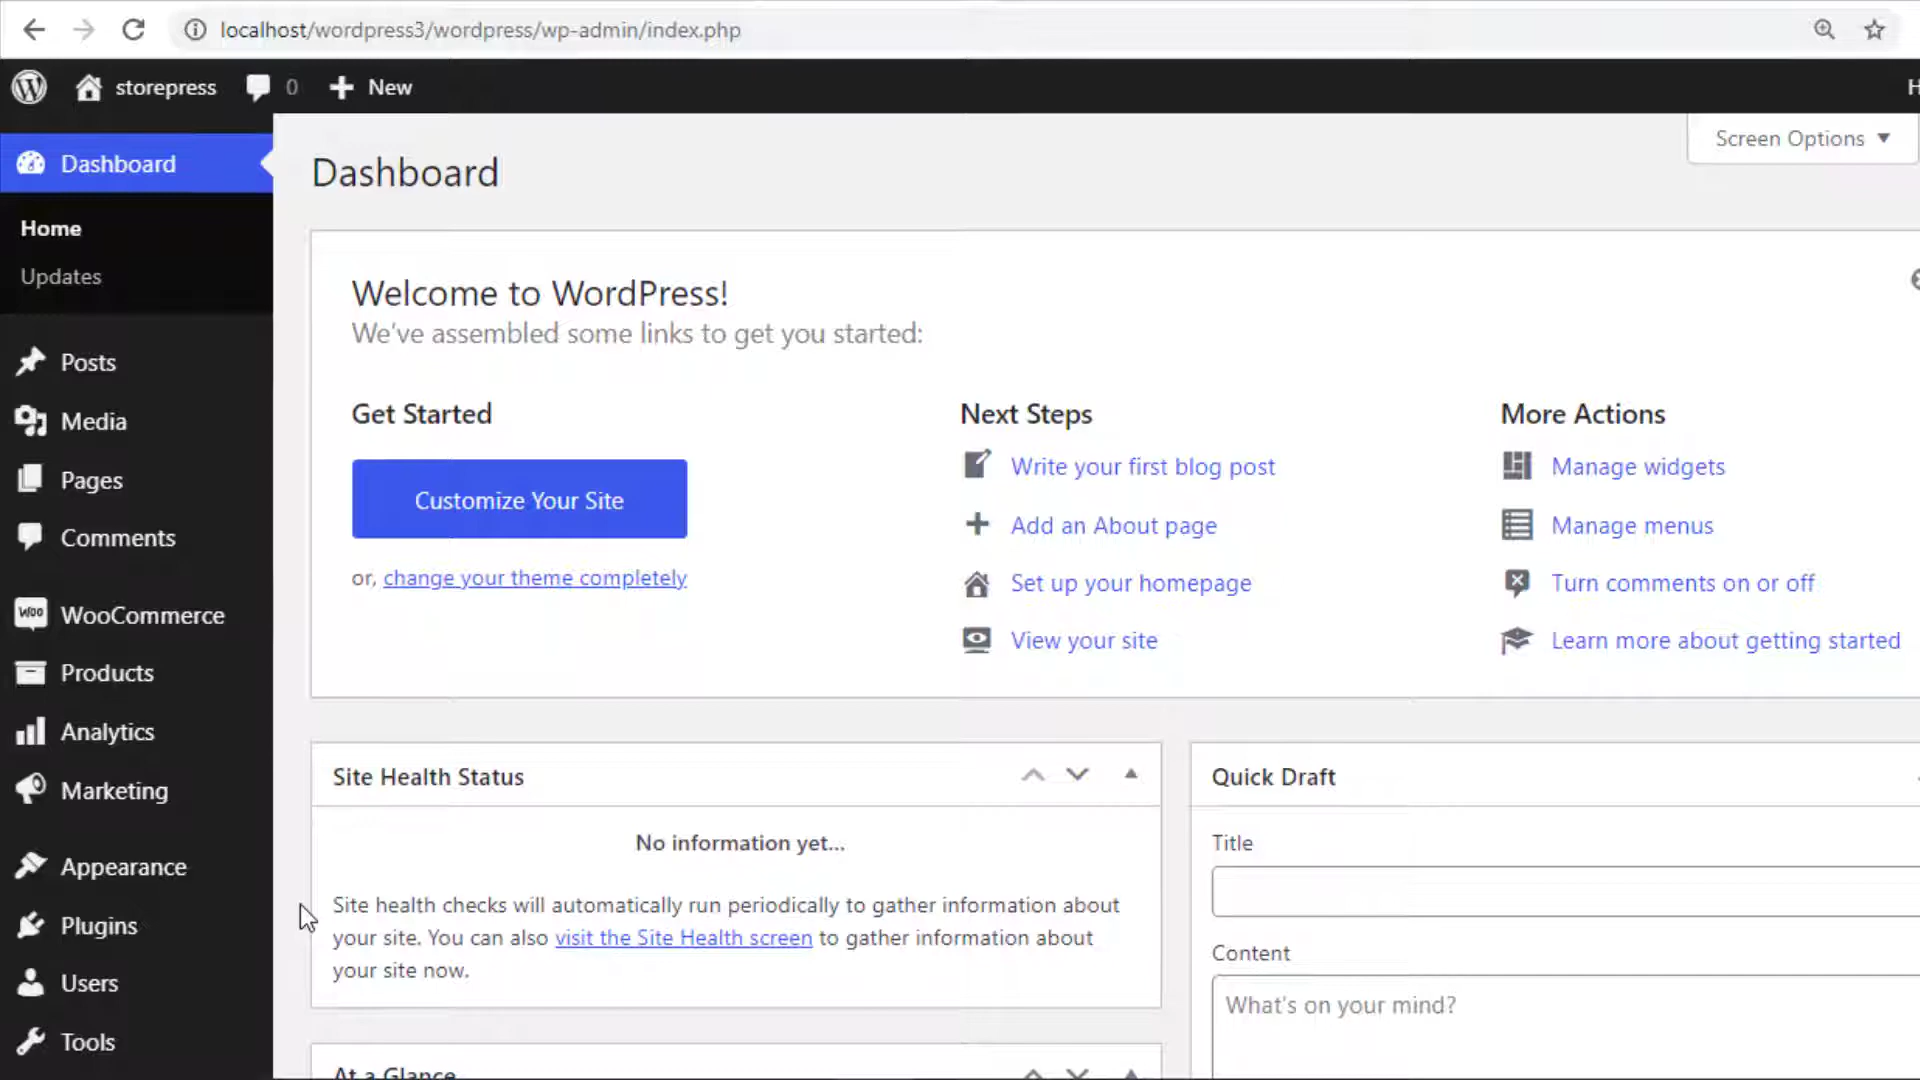 localhost/wordpress3/wordpress/wp-admin/index.php
storepress 0 New H
Screen Options
Dashboard
Home
Updates
Posts
Media
Pages
Comments
WOO WooCommerce
Products
Analytics
Marketing
Appearance
Plugins
Users
Tools
Dashboard
Welcome to WordPress!
We've assembled some links to get you started:
Get Started
Customize Your Site
or, change your theme completely
Next Steps
Write your first blog post
Add an About page
Set up your homepage
View your site
More Actions
Manage widgets
Manage menus
Turn comments on or off
Learn more about getting started
Site Health Status
No information yet...
Site health checks will automatically run periodically to gather information about
your site. You can also visit the Site Health screen to gather information about
your site now.
At a Glance
Quick Draft
Title
Content
What's on your mind?